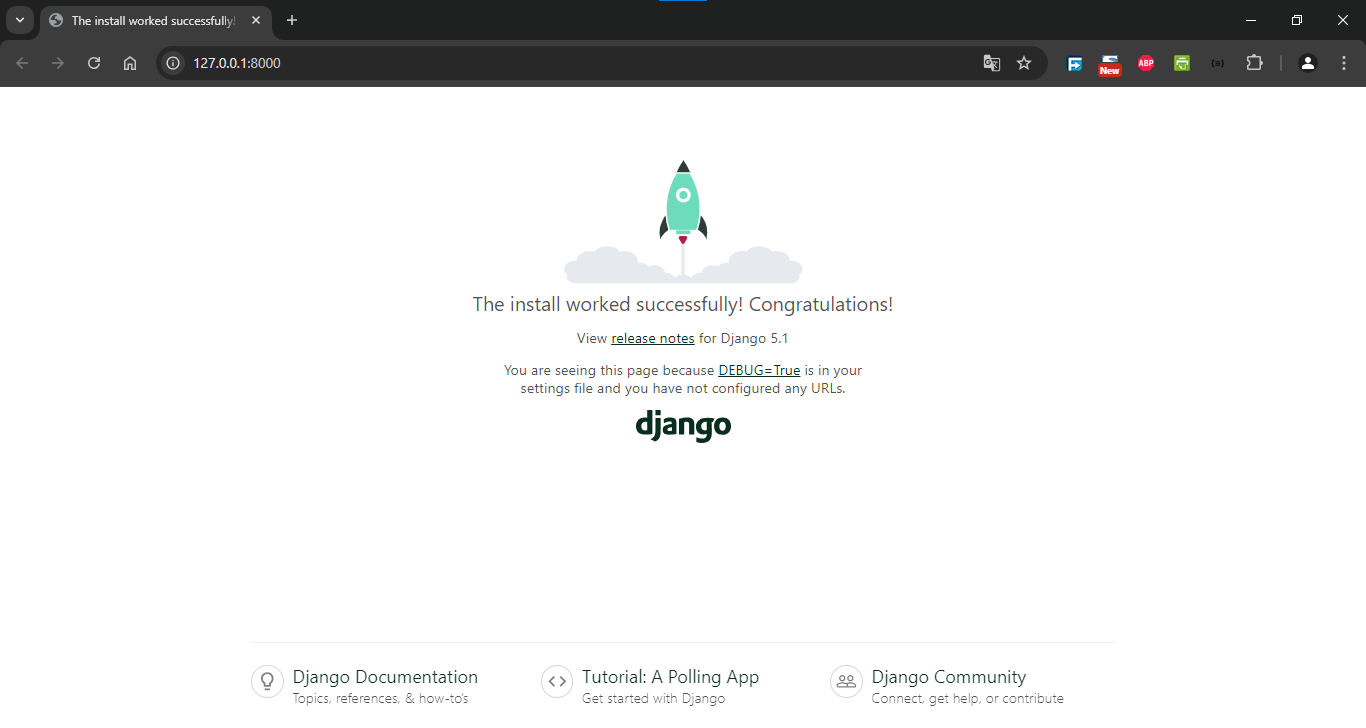 The install worked successfully!
127.0.0.1:8000
New
ABP
The install worked successfully! Congratulations!
View release notes for Django 5.1
You are seeing this page because DEBUG=True is in your
settings file and you have not configured any URLs.
django
Django Documentation
Topics, references, & how-to's
Tutorial: A Polling App
Get started with Django
Django Community
Connect, get help, or contribute